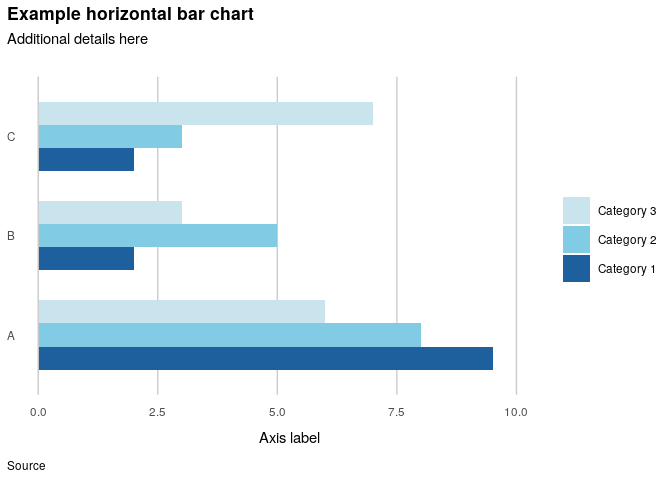 Example horizontal bar chart
Additional details here
C
B
A
Category 3
Category 2
Category 1
0.0 2.5 5.0 7.5 10.0
Axis label
Source